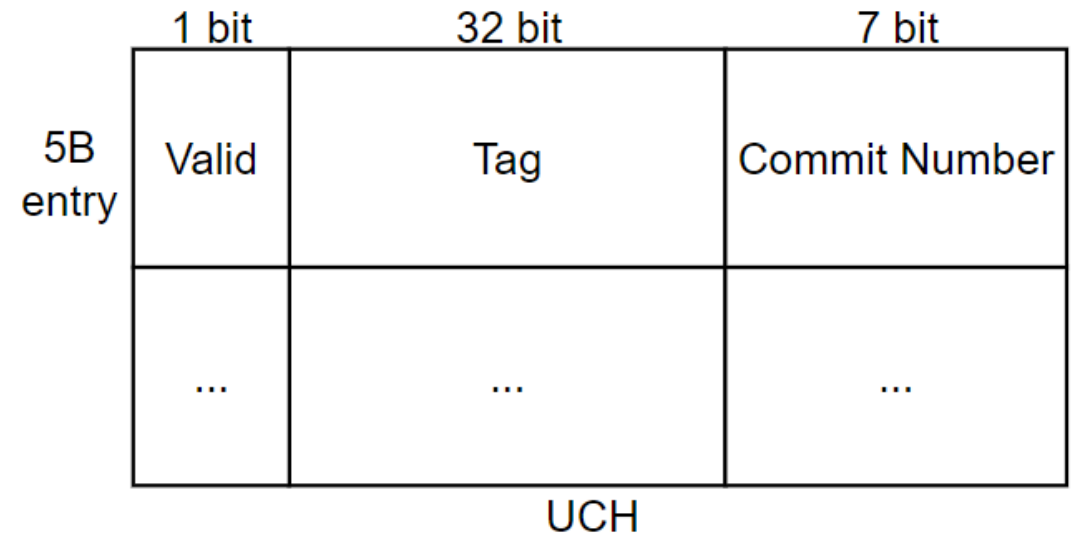 1 bit 32 bit 7 bit
5B
entry
Valid Tag Commit Number
... ... ...
UCH